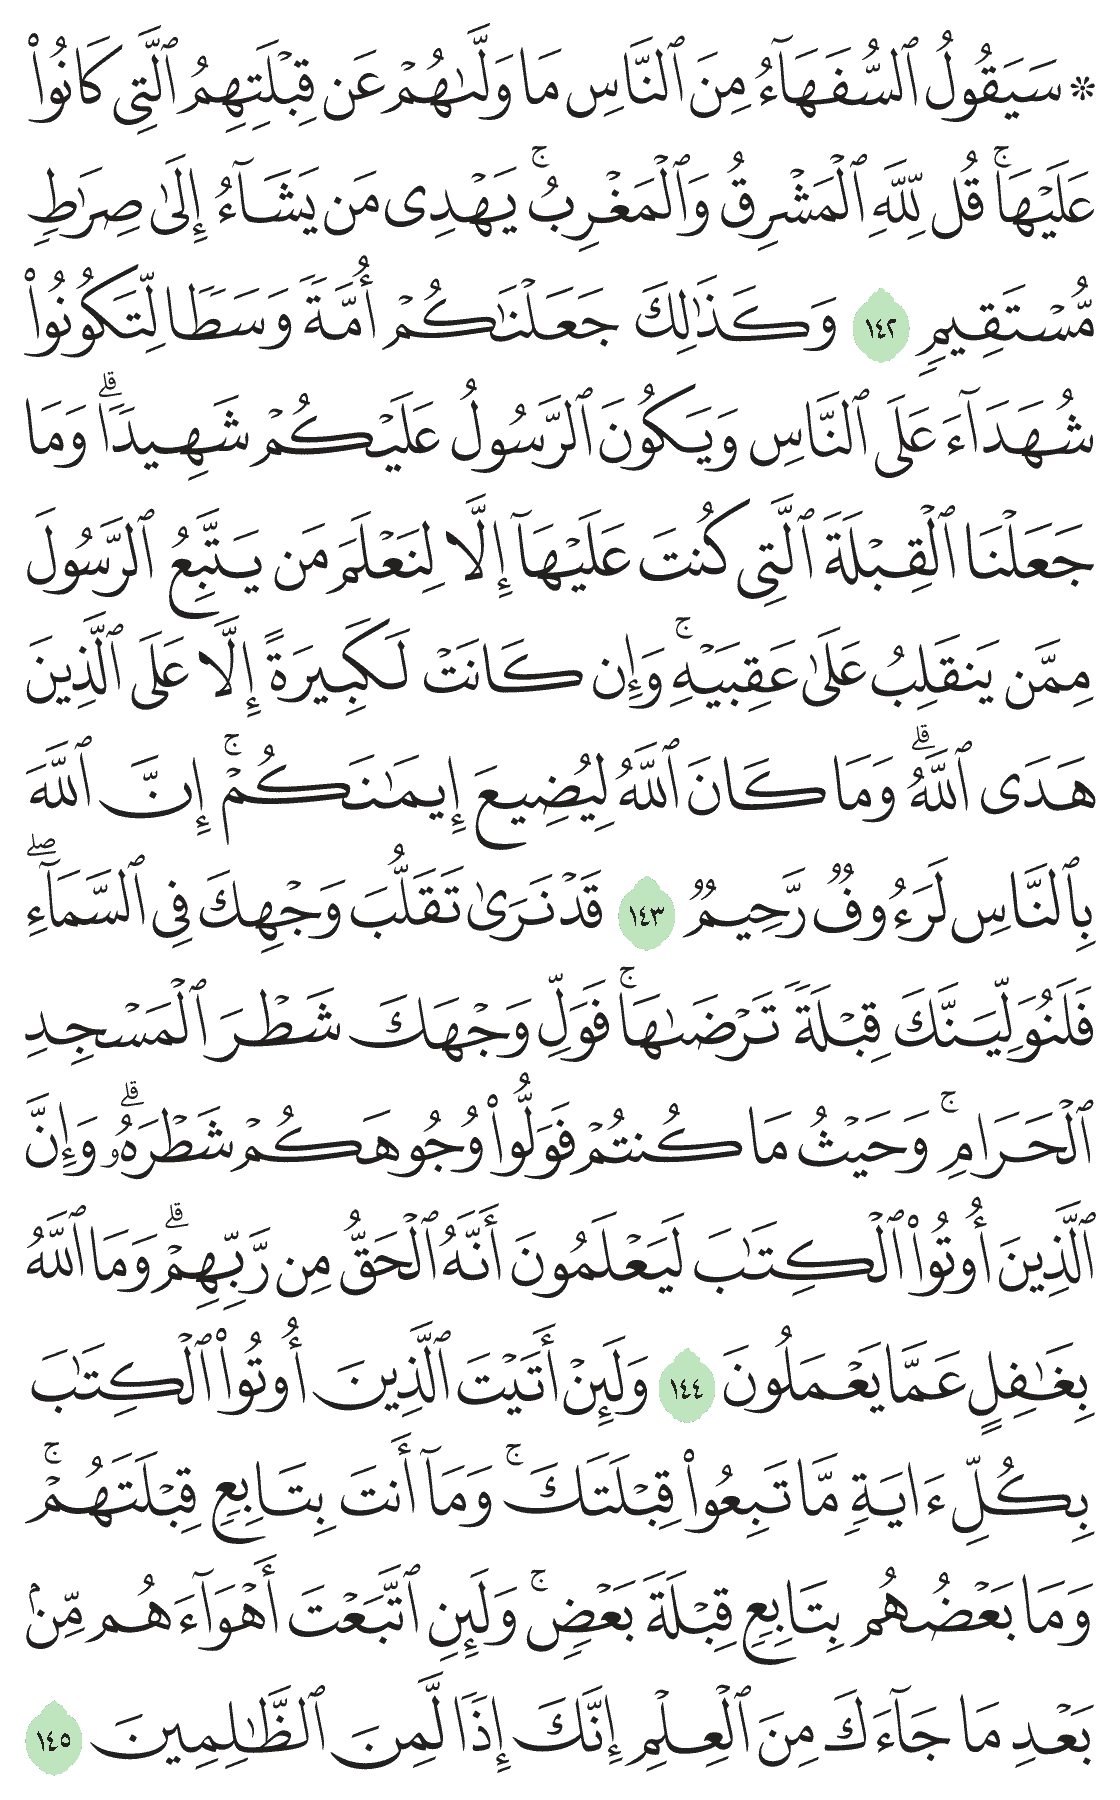 ۞ سَيَقُولُ ٱلسُّفَهَآءُ مِنَ ٱلنَّاسِ مَا وَلَّىٰهُمۡ عَن قِبۡلَتِهِمُ ٱلَّتِي كَانُواْ
عَلَيۡهَاۚ قُل لِّلَّهِ ٱلۡمَشۡرِقُ وَٱلۡمَغۡرِبُۚ يَهۡدِي مَن يَشَآءُ إِلَىٰ صِرَٰطٖ
مُّسۡتَقِيمٖ ١٤٢ وَكَذَٰلِكَ جَعَلۡنَٰكُمۡ أُمَّةٗ وَسَطٗا لِّتَكُونُواْ
شُهَدَآءَ عَلَى ٱلنَّاسِ وَيَكُونَ ٱلرَّسُولُ عَلَيۡكُمۡ شَهِيدٗاۗ وَمَا
جَعَلۡنَا ٱلۡقِبۡلَةَ ٱلَّتِي كُنتَ عَلَيۡهَآ إِلَّا لِنَعۡلَمَ مَن يَتَّبِعُ ٱلرَّسُولَ
مِمَّن يَنقَلِبُ عَلَىٰ عَقِبَيۡهِۚ وَإِن كَانَتۡ لَكَبِيرَةً إِلَّا عَلَى ٱلَّذِينَ
هَدَى ٱللَّهُۗ وَمَا كَانَ ٱللَّهُ لِيُضِيعَ إِيمَٰنَكُمۡۚ إِنَّ ٱللَّهَ
بِٱلنَّاسِ لَرَءُوفٞ رَّحِيمٞ ١٤٣ قَدۡ نَرَىٰ تَقَلُّبَ وَجۡهِكَ فِي ٱلسَّمَآءِۖ
فَلَنُوَلِّيَنَّكَ قِبۡلَةٗ تَرۡضَىٰهَاۚ فَوَلِّ وَجۡهَكَ شَطۡرَ ٱلۡمَسۡجِدِ
ٱلۡحَرَامِۚ وَحَيۡثُ مَا كُنتُمۡ فَوَلُّواْ وُجُوهَكُمۡ شَطۡرَهُۥۗ وَإِنَّ
ٱلَّذِينَ أُوتُواْ ٱلۡكِتَٰبَ لَيَعۡلَمُونَ أَنَّهُ ٱلۡحَقُّ مِن رَّبِّهِمۡۗ وَمَا ٱللَّهُ
بِغَٰفِلٍ عَمَّا يَعۡمَلُونَ ١٤٤ وَلَئِنۡ أَتَيۡتَ ٱلَّذِينَ أُوتُواْ ٱلۡكِتَٰبَ
بِكُلِّ ءَايَةٖ مَّا تَبِعُواْ قِبۡلَتَكَۚ وَمَآ أَنتَ بِتَابِعٖ قِبۡلَتَهُمۡۚ
وَمَا بَعۡضُهُم بِتَابِعٖ قِبۡلَةَ بَعۡضٖۚ وَلَئِنِ ٱتَّبَعۡتَ أَهۡوَآءَهُم مِّنۢ
بَعۡدِ مَا جَآءَكَ مِنَ ٱلۡعِلۡمِ إِنَّكَ إِذٗا لَّمِنَ ٱلظَّٰلِمِينَ ١٤٥